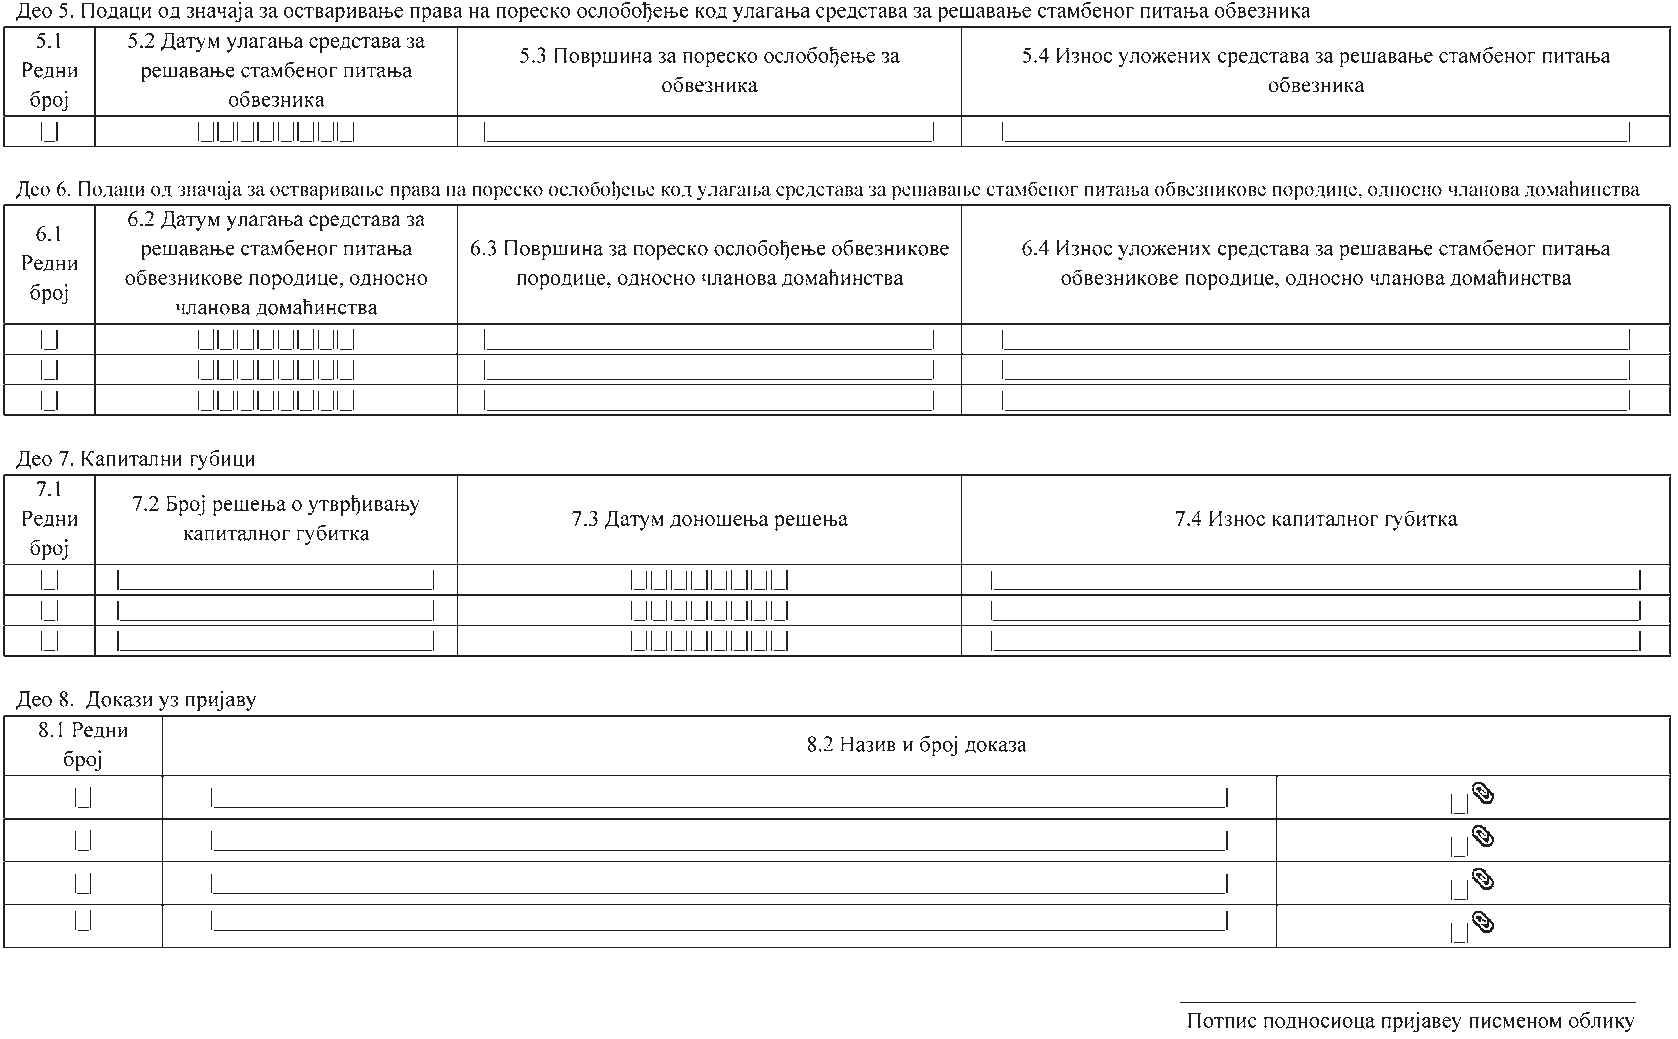 Део 5. Подаци од значаја за остваривање права на пореско ослобођење код улагања средстава за решавање стамбеног питања обвезника
5.1
Редни
број
5.2 Датум улагања средстава за
решавање стамбеног питања
обвезника
5.3 Површина за пореско ослобођење за
обвезника
5.4 Износ уложених средстава за решавање стамбеног питања
обвезника
Део 6. Подаци од значаја за остваривање права на пореско ослобођење код улагања средстава за решавање стамбеног питања обвезникове породице, односно чланова домаћинства
6.1
Редни
број
6.2 Датум улагања средстава за
решавање стамбеног питања
обвезникове породице, односно
чланова домаћинства
6.3 Површина за пореско ослобођење обвезникове
породице, односно чланова домаћинства
6.4 Износ уложених средстава за решавање стамбеног питања
обвезникове породице, односно чланова домаћинства
Део 7. Капитални губици
7.1
Редни
број
7.2 Број решења о утврђивању
капиталног губитка
7.3 Датум доношења решења
7.4 Износ капиталног губитка
Део 8. Докази уз пријаву
8.1 Редни
број
8.2 Назив и број доказа
Потпис подносиоца пријавеу писменом облику